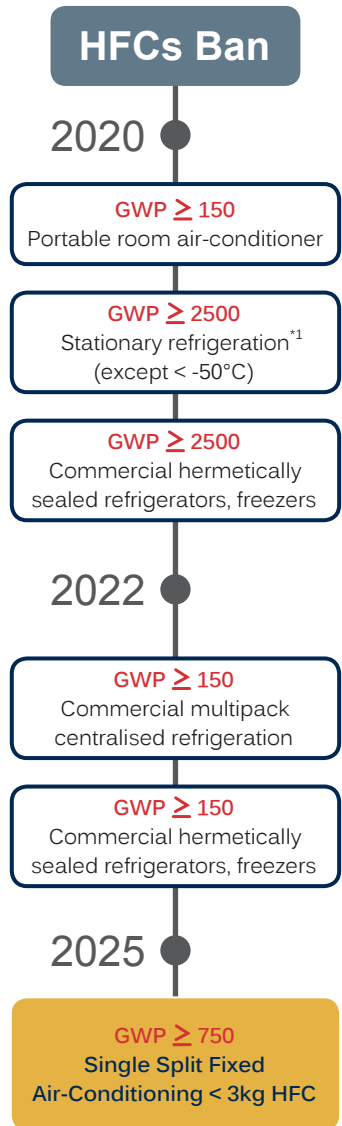 HFCs Ban
2020
GWP ≥ 150
Portable room air-conditioner
GWP ≥ 2500
Stationary refrigeration*1
(except < -50°C)
GWP ≥ 2500
Commercial hermetically
sealed refrigerators, freezers
2022
GWP ≥ 150
Commercial multipack
centralised refrigeration
GWP ≥ 150
Commercial hermetically
sealed refrigerators, freezers
2025
GWP ≥ 750
Single Split Fixed
Air-Conditioning < 3kg HFC